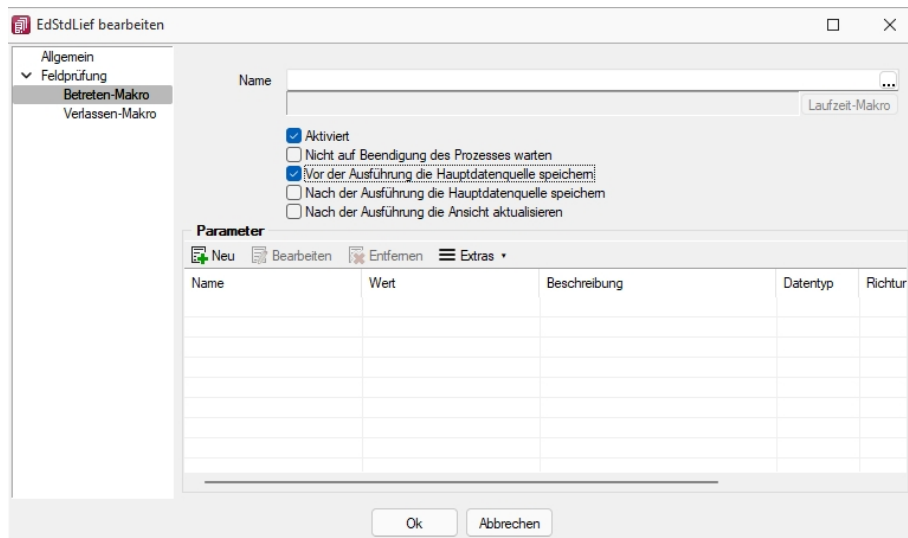 EdStdLief bearbeiten
Allgemein
Feldprüfung
Betreten-Makro
Verlassen-Makro
Name
...
Laufzeit-Makro
Aktiviert
Nicht auf Beendigung des Prozesses warten
Vor der Ausführung die Hauptdatenquelle speichern
Nach der Ausführung die Hauptdatenquelle speichern
Nach der Ausführung die Ansicht aktualisieren
Parameter
Neu Bearbeiten Entfernen Extras
Name Wert Beschreibung Datentyp Richtur
Ok Abbrechen